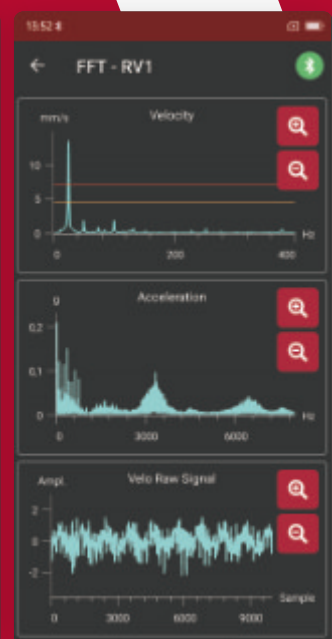 13:52
FFT - RV1
Velocity
mm/s
10
5
0
Hz
0 200 400
Acceleration
g
0,2
0,1
0
Hz
0 3000 6000
Velo Raw Signal
Ampl.
2
0
-2
Sample
0 3000 6000 9000